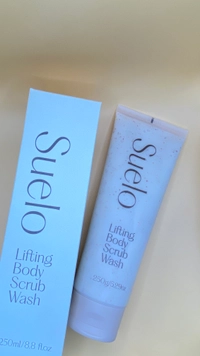 Suelo
Lifting
Body
Scrub
Wash
250ml/8.8 fl oz
Suelo
Lifting
Body
Scrub
Wash